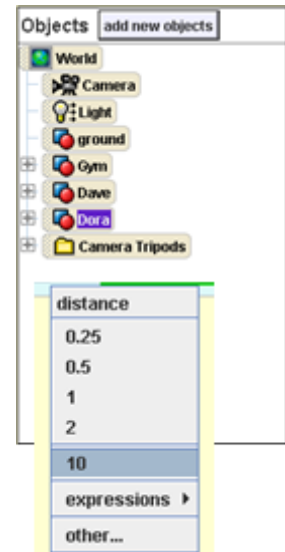 Objects add new objects
World
Camera
Light
ground
Gym
Dave
Dora
Camera Tripods
distance
0.25
0.5
1
2
10
expressions
other...